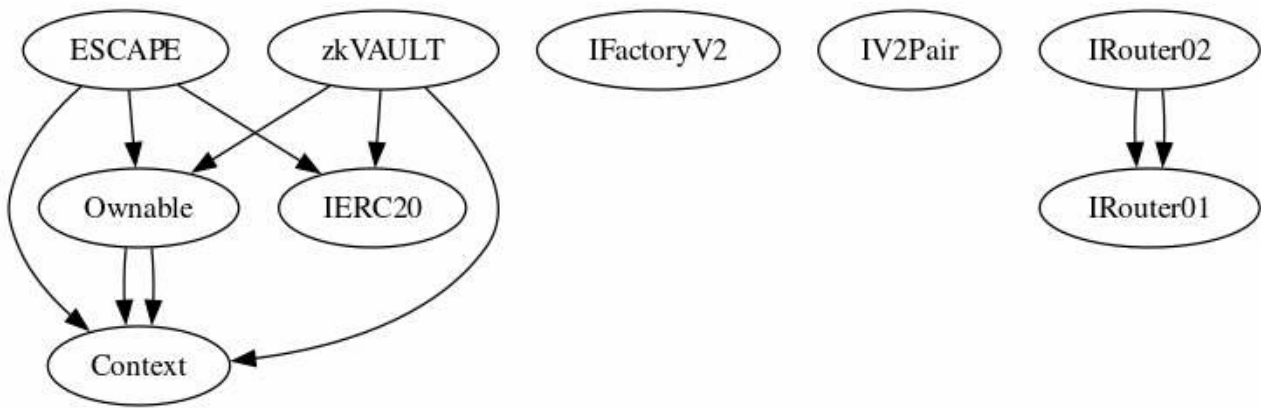 ESCAPE
zkVAULT
IFactoryV2
IV2Pair
IRouter02
Ownable
IERC20
IRouter01
Context